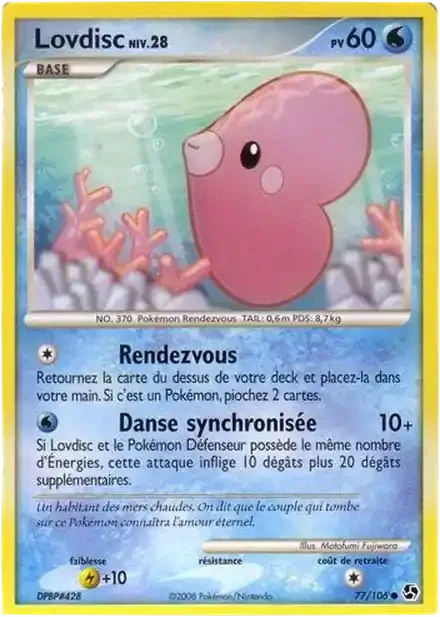 Lovdisc NIV.28 PV 60
BASE
NO. 370 Pokémon Rendezvous TAIL: 0,6m PDS: 8,7kg
Rendezvous
Retournez la carte du dessus de votre deck et placez-la dans
votre main. Si c'est un Pokémon, piochez 2 cartes.
Danse synchronisée 10+
Si Lovdisc et le Pokémon Défenseur possède le même nombre
d'Énergies, cette attaque inflige 10 dégâts plus 20 dégâts
supplémentaires.
Un habitant des mers chaudes. On dit que le couple qui tombe
sur ce Pokémon connaîtra l'amour éternel.
Illus. Motofumi Fujiwara
faiblesse résistance coût de retraite
+10
DPBP#428 ©2008 Pokémon/Nintendo 77/106